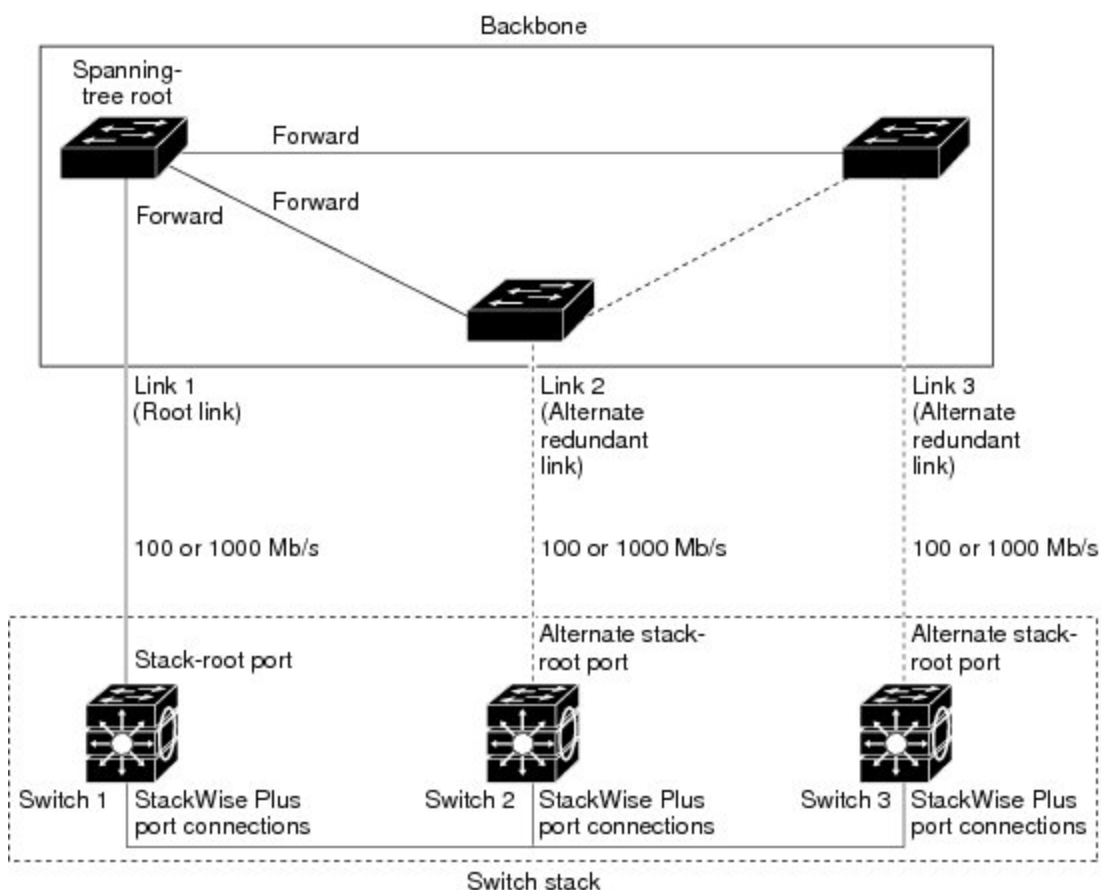 Backbone
Spanning-
tree root
Forward
Forward
Forward
Link 1
(Root link)
Link 2
(Alternate
redundant
link)
Link 3
(Alternate
redundant
link)
100 or 1000 Mb/s
100 or 1000 Mb/s
100 or 1000 Mb/s
Stack-root port
Alternate stack-
root port
Alternate stack-
root port
Switch 1
StackWise Plus
port connections
Switch 2
StackWise Plus
port connections
Switch 3
StackWise Plus
port connections
Switch stack